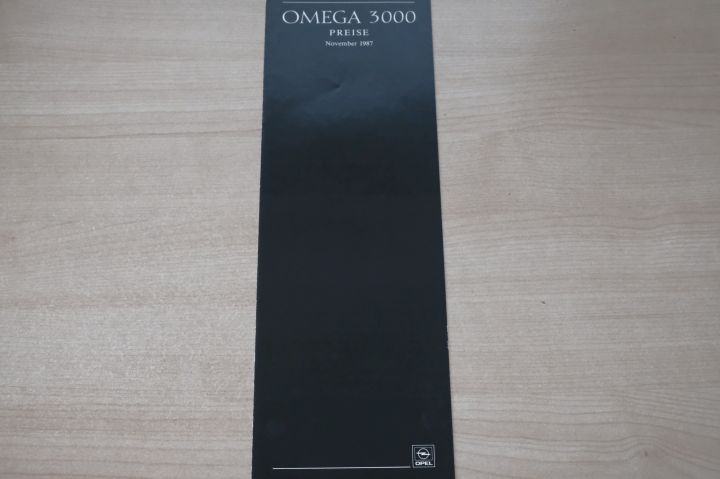 OMEGA 3000
PREISE
November 1987
OPEL